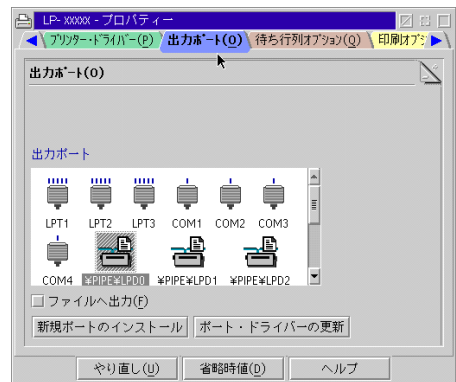 LP- xxxxx - プロパティー
プリンター・ドライバー(P) 出力ポート(O) 待ち行列オプション(Q) 印刷オプシ
出力ポート(O)
出力ポート
LPT1 LPT2 LPT3 COM1 COM2 COM3
COM4 ¥PIPE¥LPD0 ¥PIPE¥LPD1 ¥PIPE¥LPD2
ファイルへ出力(F)
新規ポートのインストール ポート・ドライバーの更新
やり直し(U) 省略時値(D) ヘルプ